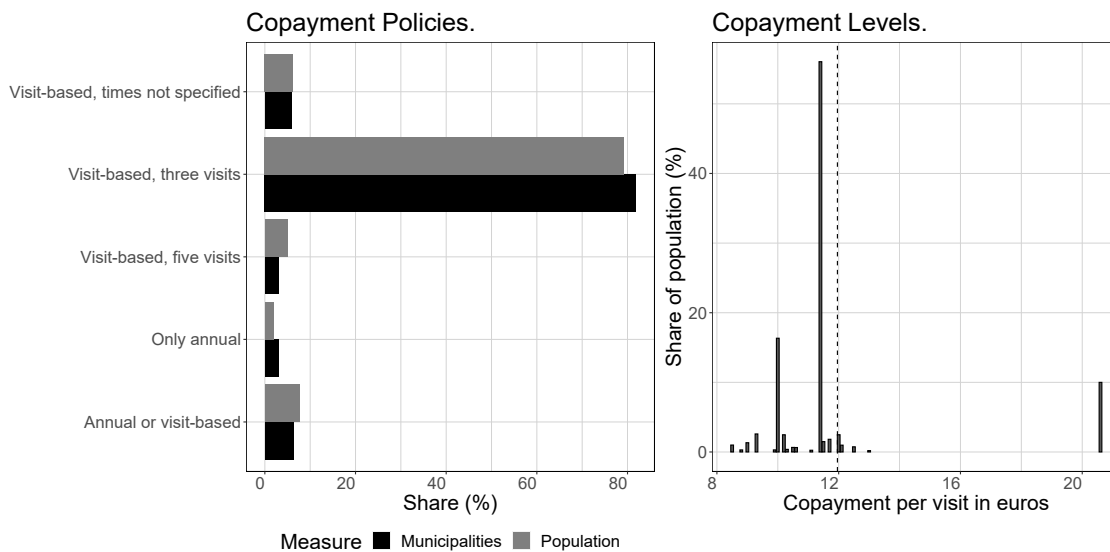 Copayment Policies.
Visit-based, times not specified
Visit-based, three visits
Visit-based, five visits
Only annual
Annual or visit-based
0 20 40 60 80
Share (%)
Measure Municipalities Population
Copayment Levels.
Share of population (%)
40
20
0
8 12 16 20
Copayment per visit in euros